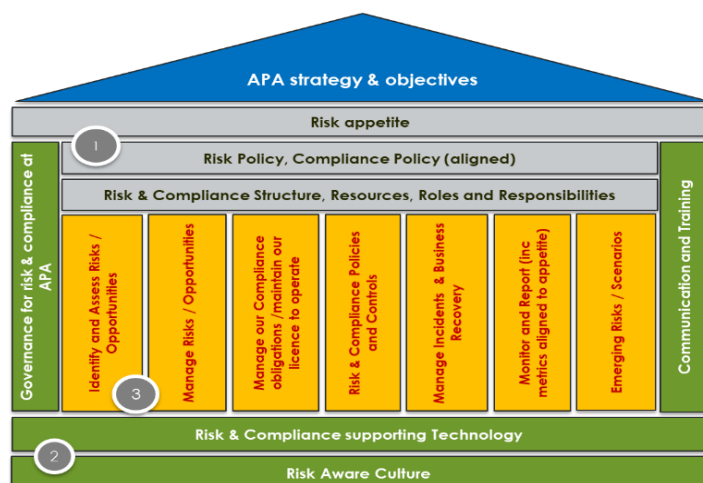 APA strategy & objectives
Risk appetite
1
Risk Policy, Compliance Policy (aligned)
Risk & Compliance Structure, Resources, Roles and Responsibilities
Governance for risk & compliance at
APA
Identify and Assess Risks /
Opportunities
Manage Risks / Opportunities
Manage our Compliance
obligations /maintain our
licence to operate
Risk & Compliance Policies
and Controls
Manage Incidents & Business
Recovery
Monitor and Report (inc
metrics aligned to appetite)
Emerging Risks / Scenarios
Communication and Training
3
Risk & Compliance supporting Technology
2
Risk Aware Culture